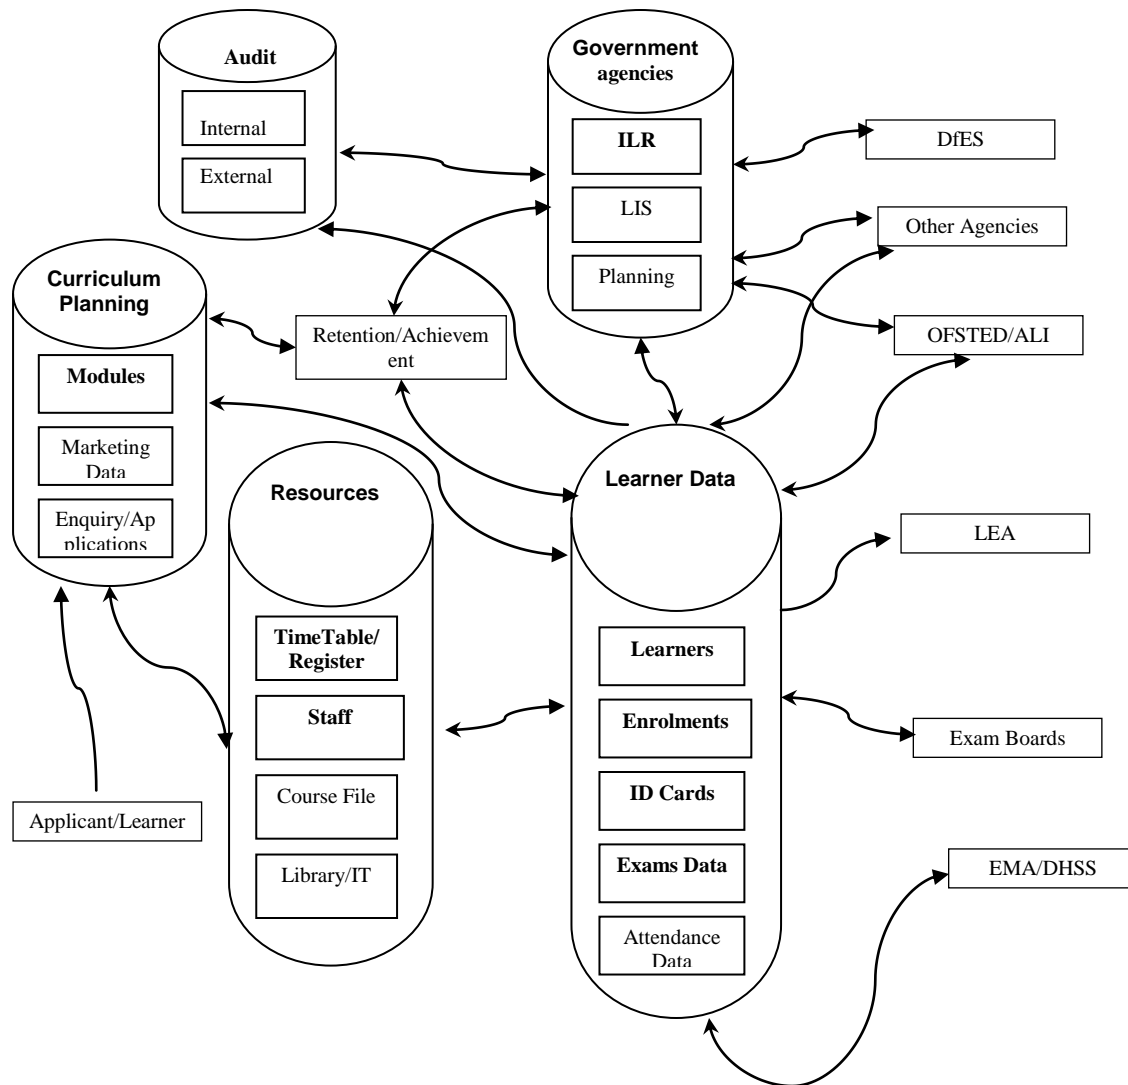 Audit
Internal
External
Government
agencies
ILR
LIS
Planning
DfES
Other Agencies
OFSTED/ALI
Curriculum
Planning
Modules
Marketing
Data
Enquiry/Ap
plications
Retention/Achievem
ent
Resources
TimeTable/
Register
Staff
Course File
Library/IT
Learner Data
Learners
Enrolments
ID Cards
Exams Data
Attendance
Data
LEA
Exam Boards
Applicant/Learner
EMA/DHSS